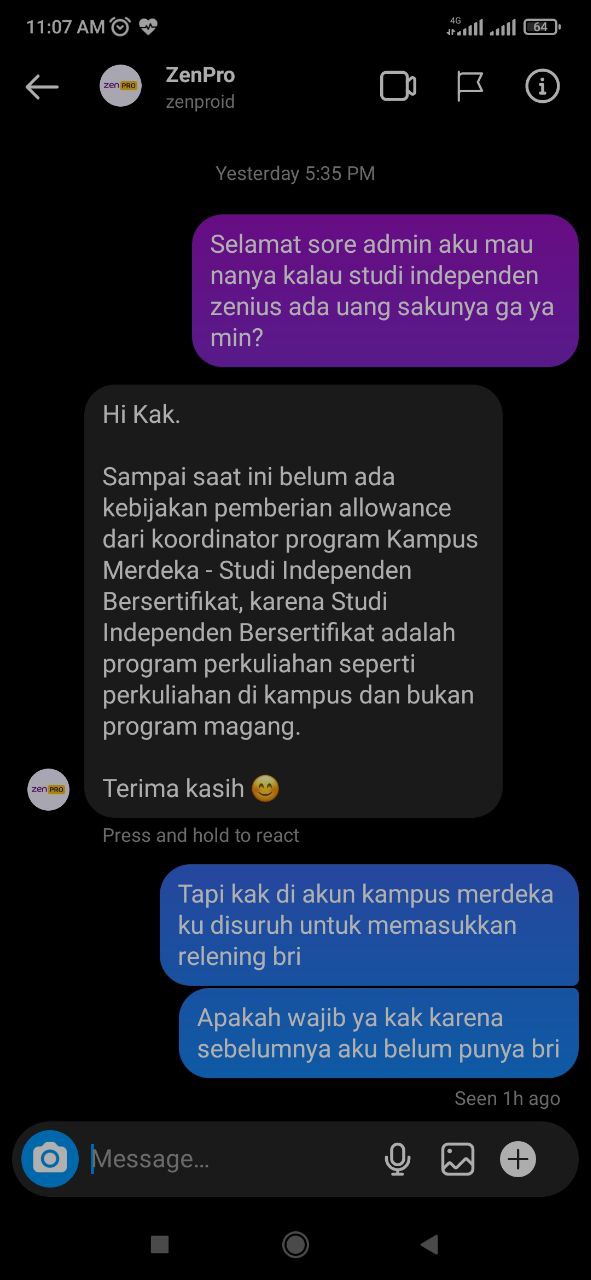 11:07 AM
4G
64
zen PRO
ZenPro
zenproid
Yesterday 5:35 PM
Selamat sore admin aku mau
nanya kalau studi independen
zenius ada uang sakunya ga ya
min?
Hi Kak.
Sampai saat ini belum ada
kebijakan pemberian allowance
dari koordinator program Kampus
Merdeka - Studi Independen
Bersertifikat, karena Studi
Independen Bersertifikat adalah
program perkuliahan seperti
perkuliahan di kampus dan bukan
program magang.
Terima kasih 😊
zen PRO
Press and hold to react
Tapi kak di akun kampus merdeka
ku disuruh untuk memasukkan
relening bri
Apakah wajib ya kak karena
sebelumnya aku belum punya bri
Seen 1h ago
Message...